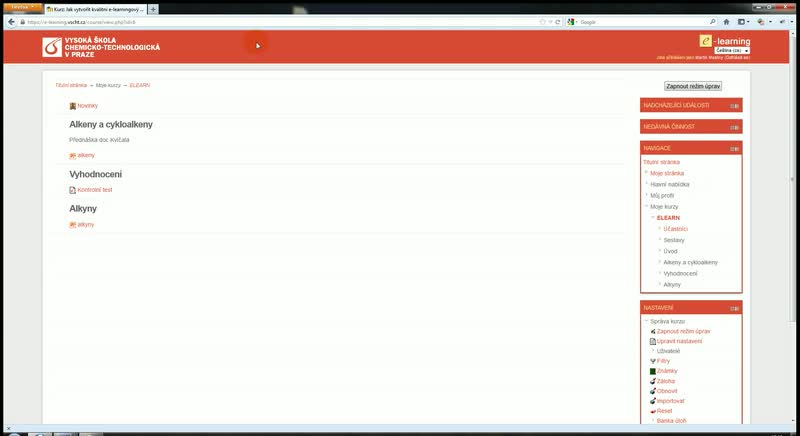 Firefox
Kurz: Jak vytvořit kvalitní e-learningový ...
https://e-learning.vscht.cz/course/view.php?id=6
Google
VYSOKÁ ŠKOLA
CHEMICKO-TECHNOLOGICKÁ
V PRAZE
e - learning
Čeština (cs)
Jste přihlášeni jako Martin Mastny (Odhlásit se)
Titulní stránka → Moje kurzy → ELEARN
Zapnout režim úprav
Novinky
Alkeny a cykloalkeny
Přednáška doc Kvíčala
alkeny
Vyhodnocení
Kontrolní test
Alkyny
alkyny
NADCHÁZEJÍCÍ UDÁLOSTI
NEDÁVNÁ ČINNOST
NAVIGACE
Titulní stránka
Moje stránka
Hlavní nabídka
Můj profil
Moje kurzy
ELEARN
Účastníci
Sestavy
Úvod
Alkeny a cykloalkeny
Vyhodnocení
Alkyny
NASTAVENÍ
Správa kurzu
Zapnout režim úprav
Upravit nastavení
Uživatelé
Filtry
Známky
Záloha
Obnovit
Importovat
Reset
Banka úloh